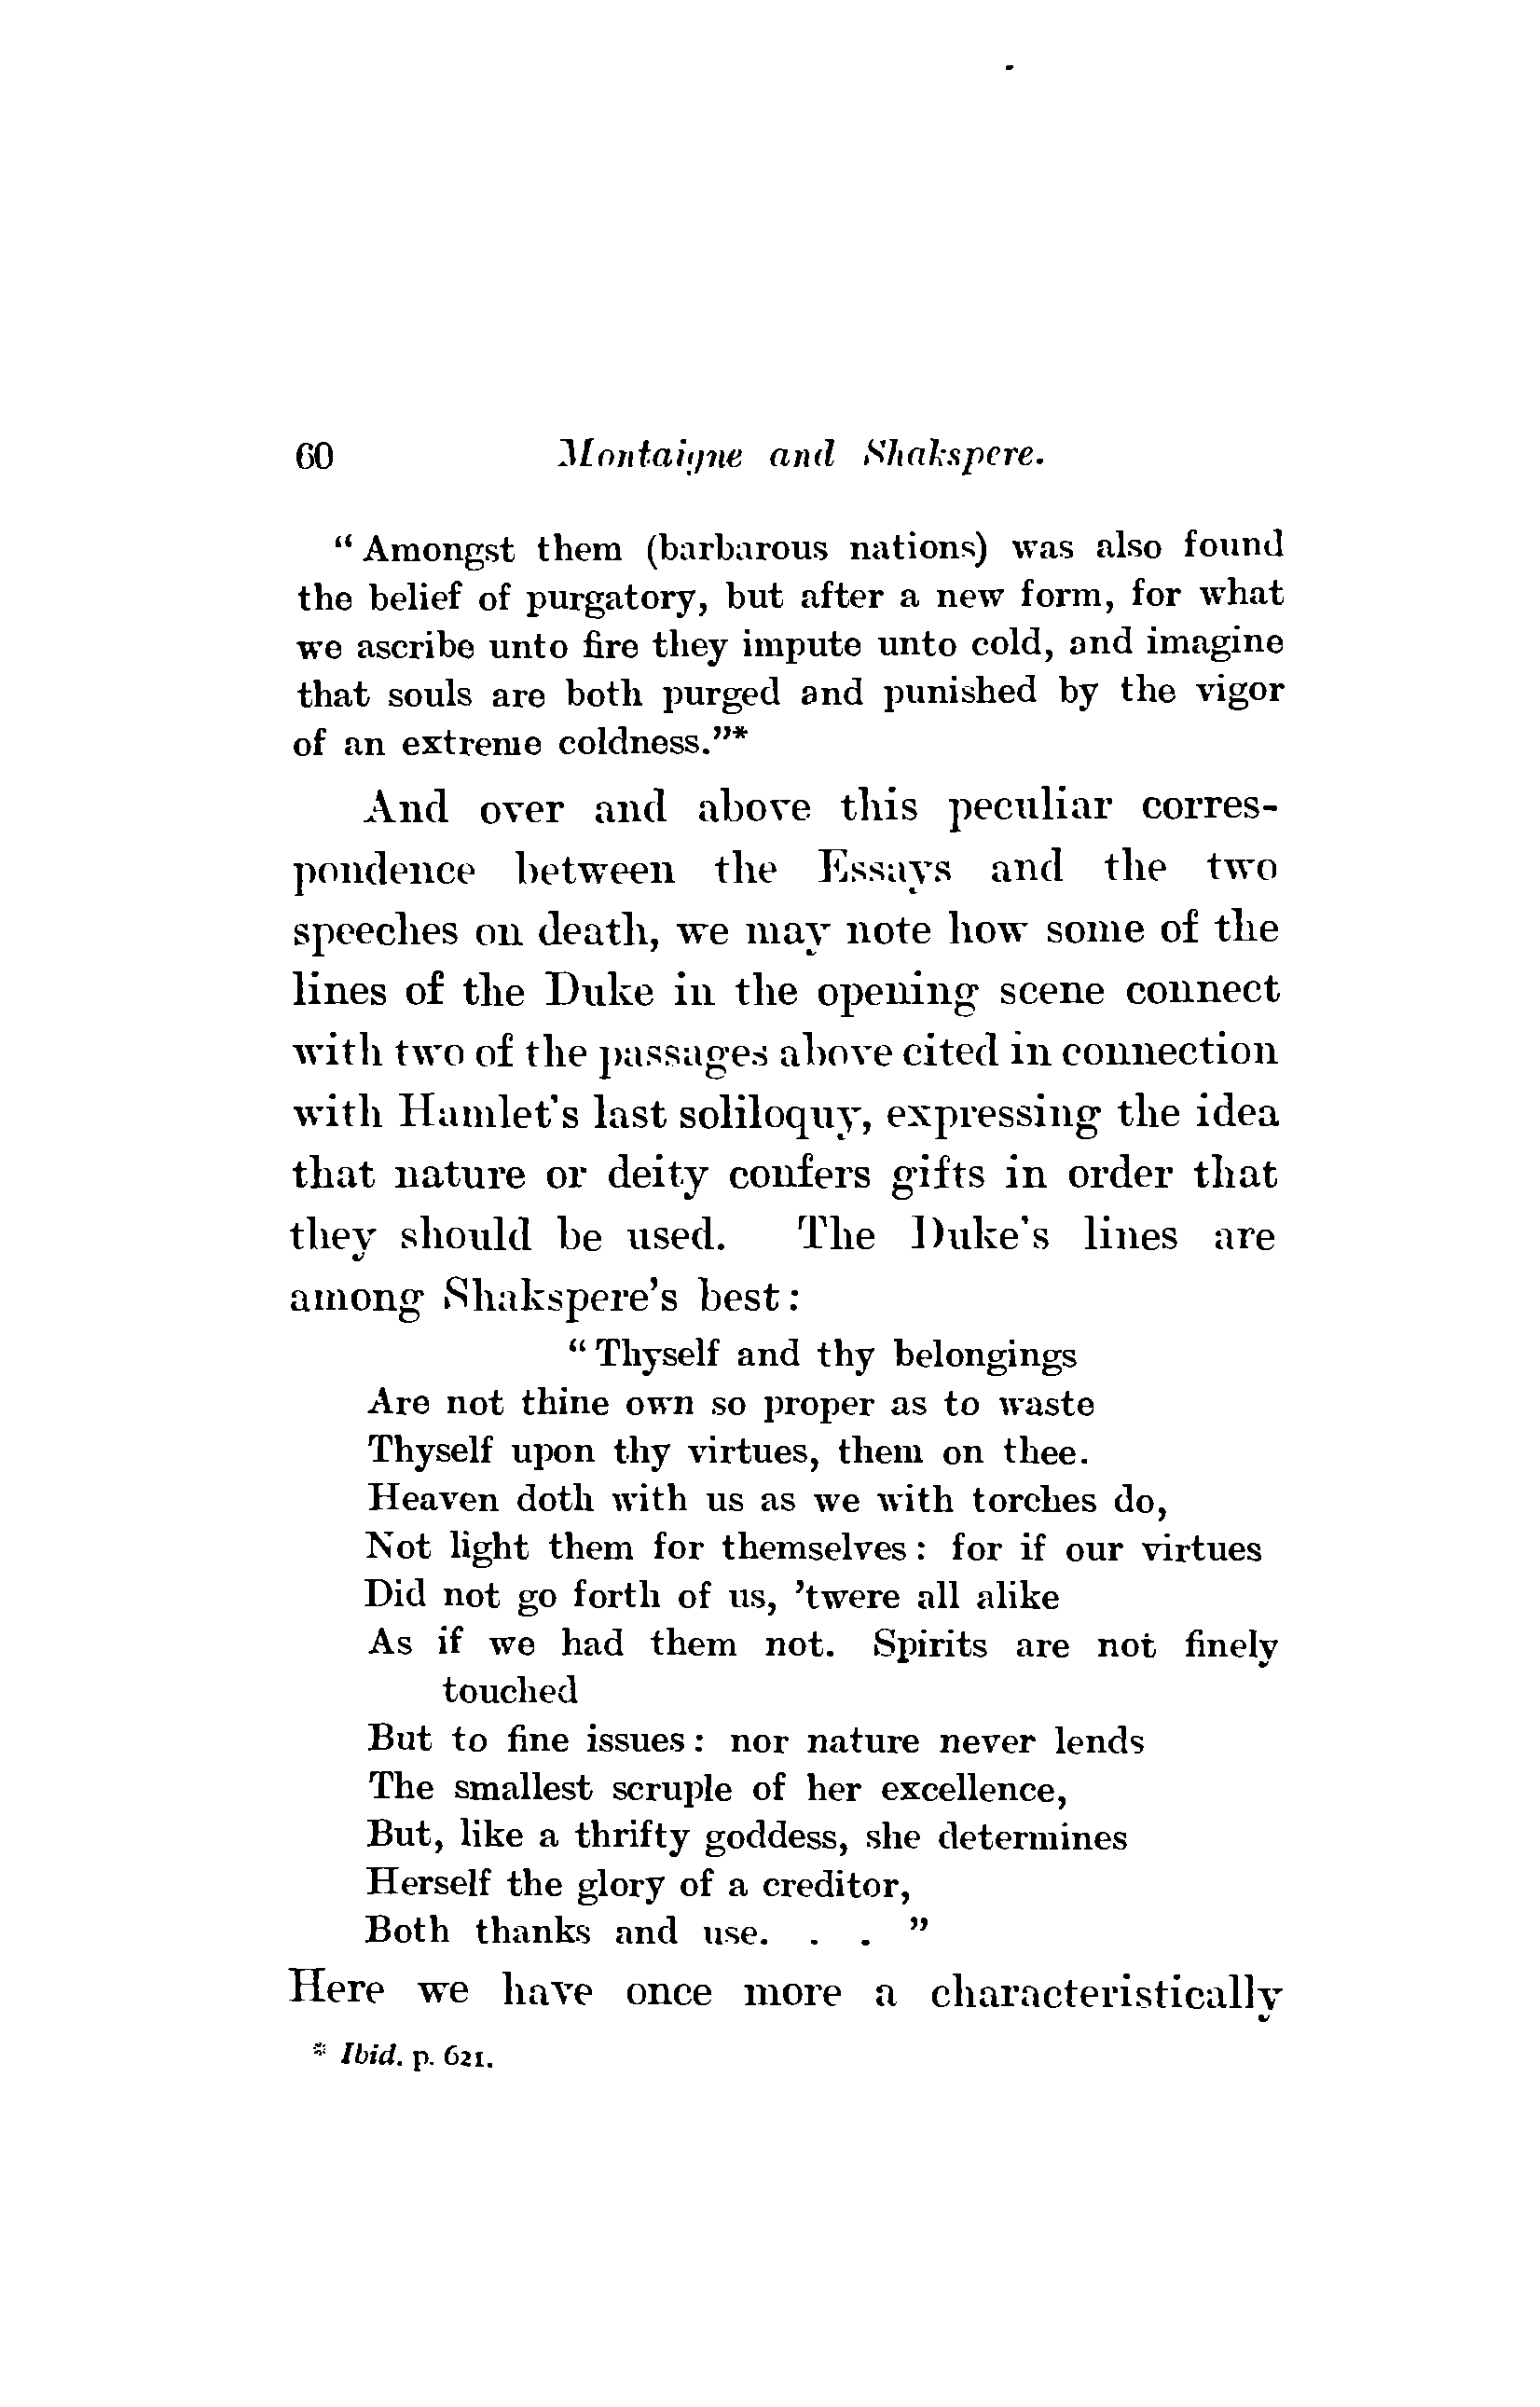 60 Montaigne and Shakspere.
“ Amongst them (barbarous nations) was also found
the belief of purgatory, but after a new form, for what
we ascribe unto fire they impute unto cold, and imagine
that souls are both purged and punished by the vigor
of an extreme coldness.”*
And over and above this peculiar corres-
pondence between the Essays and the two
speeches on death, we may note how some of the
lines of the Duke in the opening scene connect
with two of the passages above cited in connection
with Hamlet's last soliloquy, expressing the idea
that nature or deity confers gifts in order that
they should be used. The Duke's lines are
among Shakspere's best:
“ Thyself and thy belongings
Are not thine own so proper as to waste
Thyself upon thy virtues, them on thee.
Heaven doth with us as we with torches do,
Not light them for themselves: for if our virtues
Did not go forth of us, 'twere all alike
As if we had them not. Spirits are not finely
touched
But to fine issues: nor nature never lends
The smallest scruple of her excellence,
But, like a thrifty goddess, she determines
Herself the glory of a creditor,
Both thanks and use. . . ”
Here we have once more a characteristically
* Ibid. p. 621.